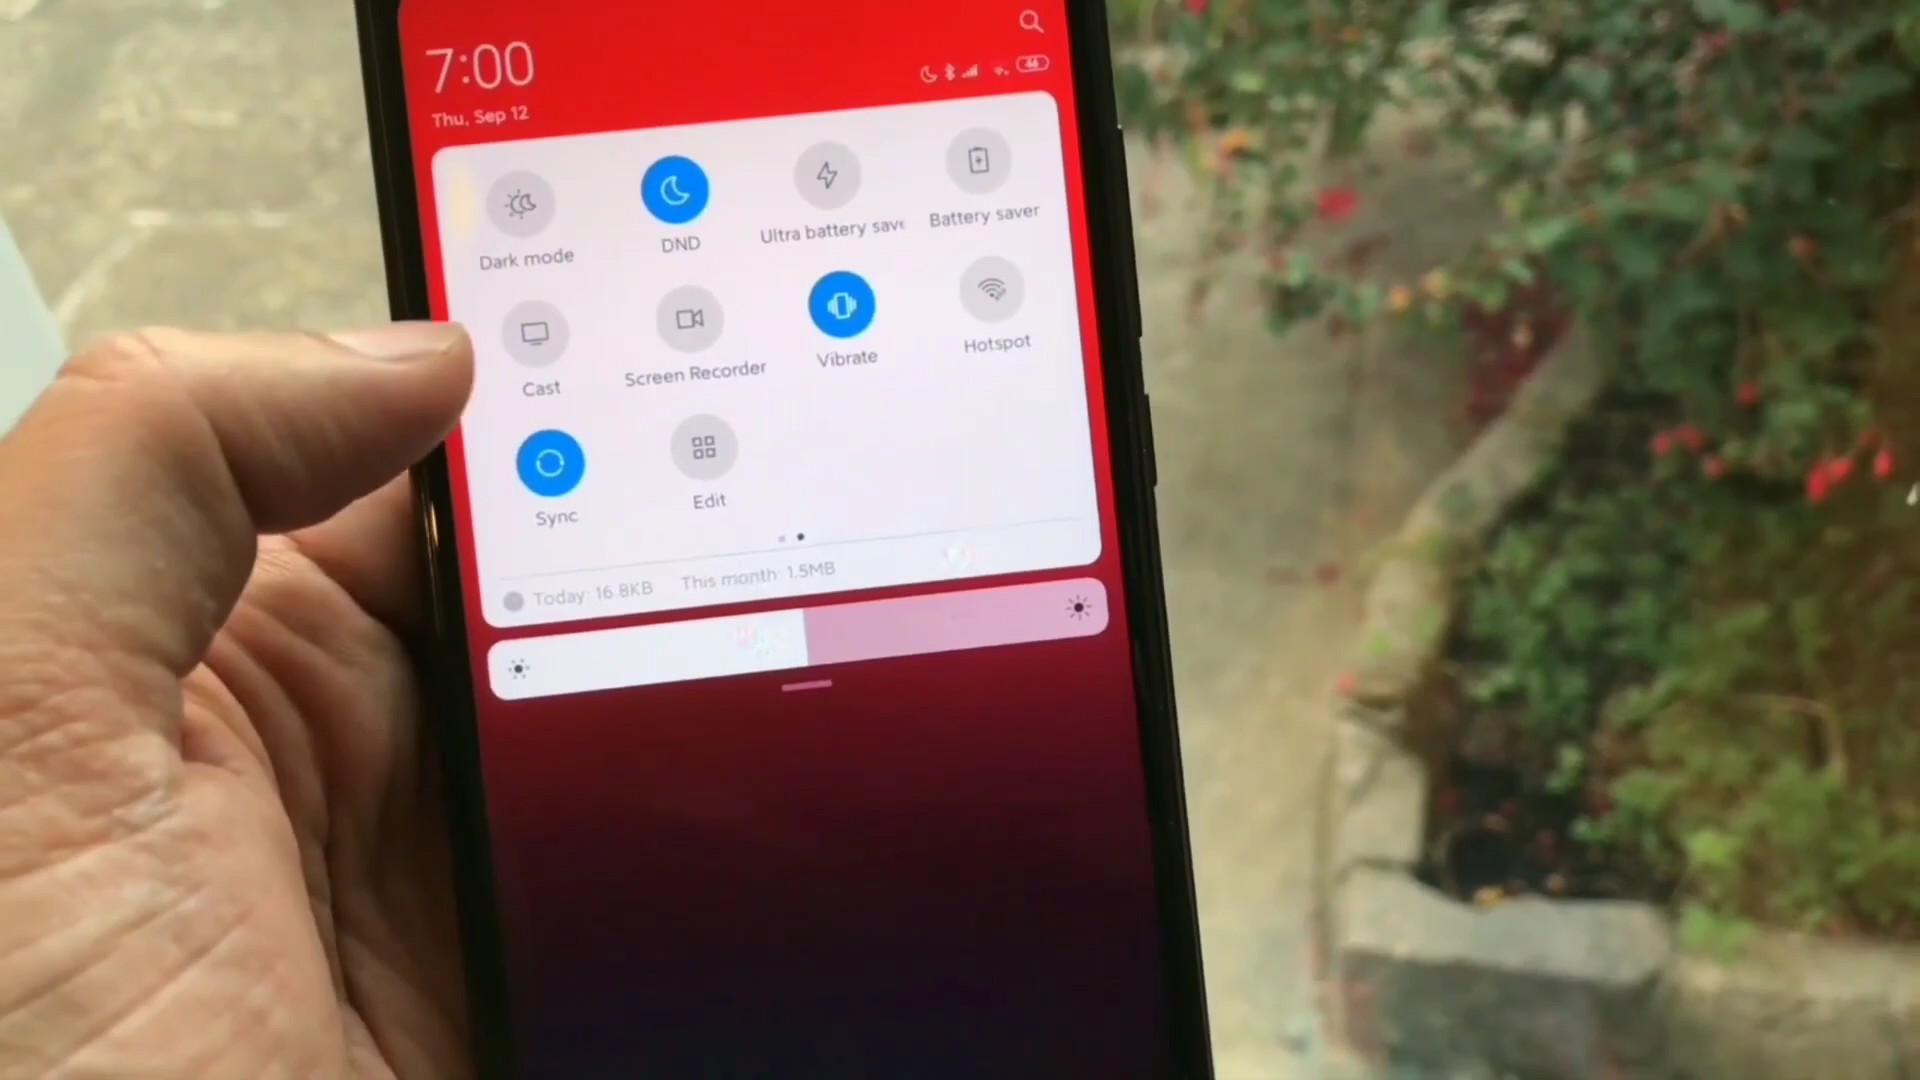 7:00
Thu, Sep 12
46
Dark mode
DND
Ultra battery save
Battery saver
Cast
Screen Recorder
Vibrate
Hotspot
Sync
Edit
Today: 16.8KB This month: 1.5MB